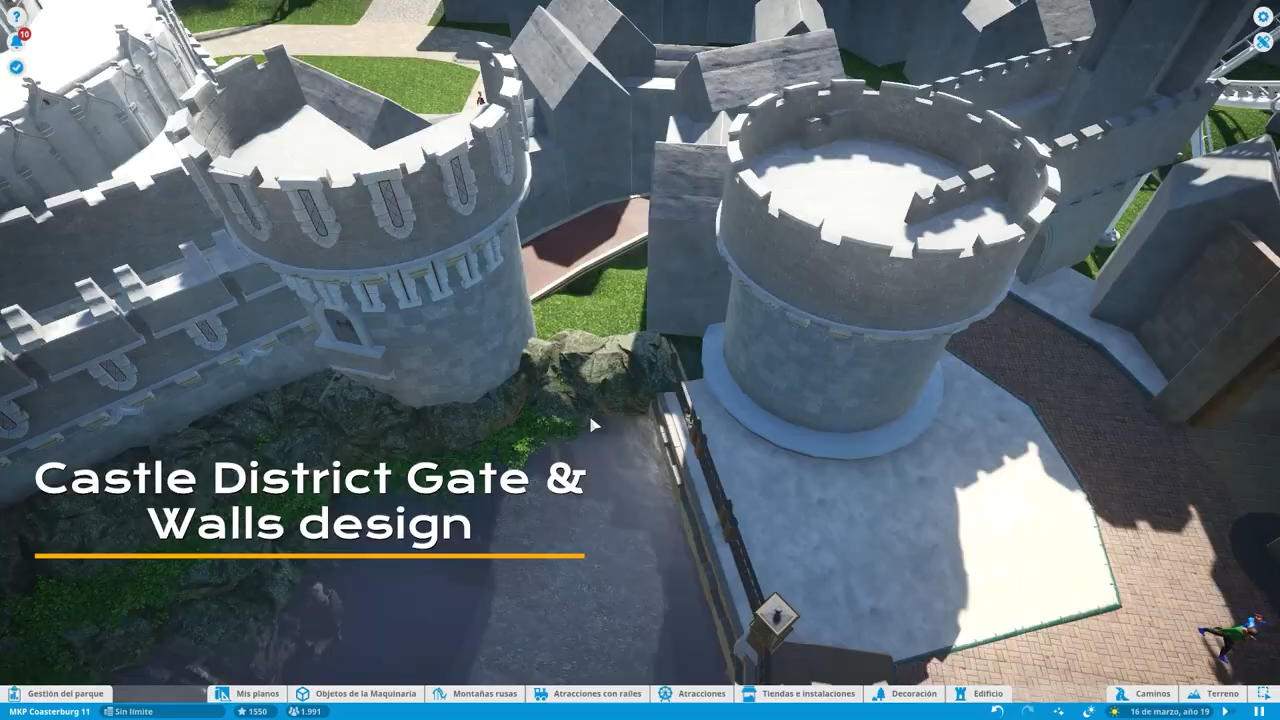 10
Castle District Gate &
Walls design
Gestión del parque
Mis planos
Objetos de la Maquinaria
Montañas rusas
Atracciones con raíles
Atracciones
Tiendas e instalaciones
Decoración
Edificio
Caminos
Terreno
MKP Coasterburg 11
Sin límite
1550
1.991
16 de marzo, año 19